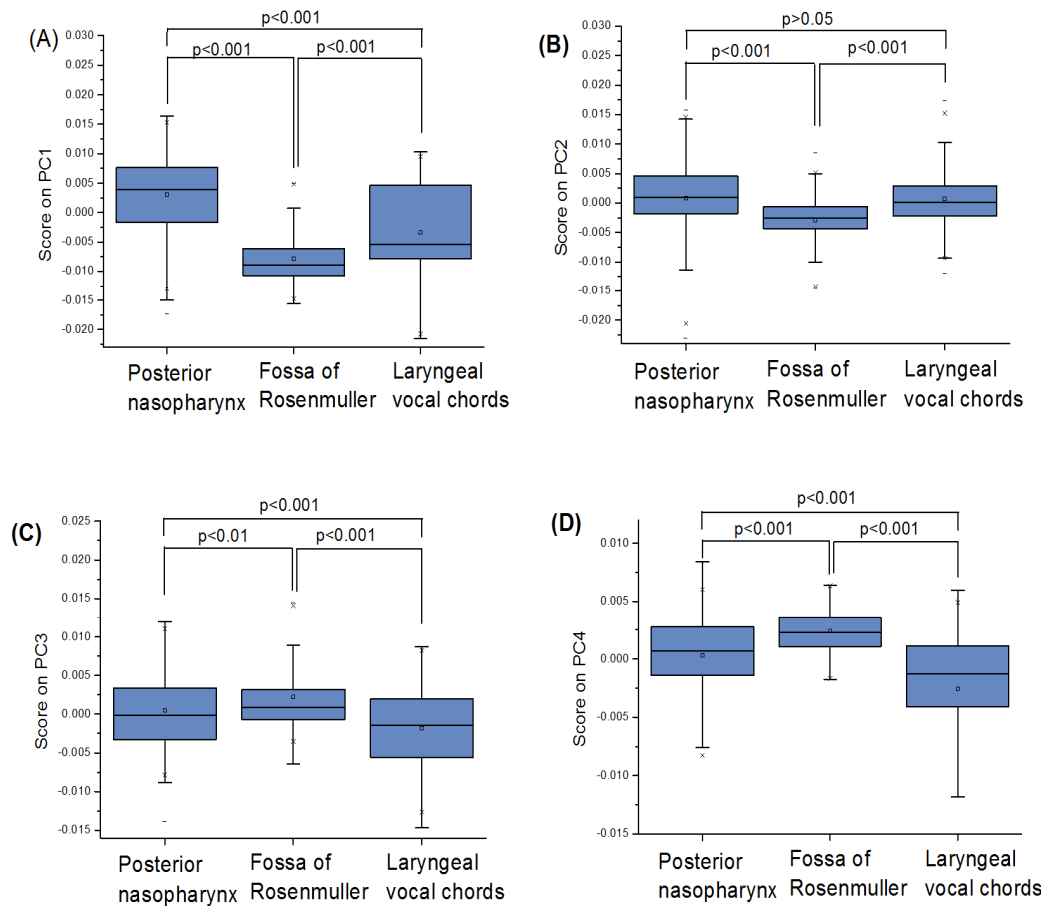 (A)
p<0.001
p<0.001
p<0.001
Score on PC1
0.030
0.025
0.020
0.015
0.010
0.005
0.000
-0.005
-0.010
-0.015
-0.020
Posterior
nasopharynx
Fossa of
Rosenmuller
Laryngeal
vocal chords
(B)
p>0.05
p<0.001
p<0.001
Score on PC2
0.030
0.025
0.020
0.015
0.010
0.005
0.000
-0.005
-0.010
-0.015
-0.020
Posterior
nasopharynx
Fossa of
Rosenmuller
Laryngeal
vocal chords
(C)
p<0.001
p<0.01
p<0.001
Score on PC3
0.025
0.020
0.015
0.010
0.005
0.000
-0.005
-0.010
-0.015
Posterior
nasopharynx
Fossa of
Rosenmuller
Laryngeal
vocal chords
(D)
p<0.001
p<0.001
p<0.001
Score on PC4
0.010
0.005
0.000
-0.005
-0.010
-0.015
Posterior
nasopharynx
Fossa of
Rosenmuller
Laryngeal
vocal chords